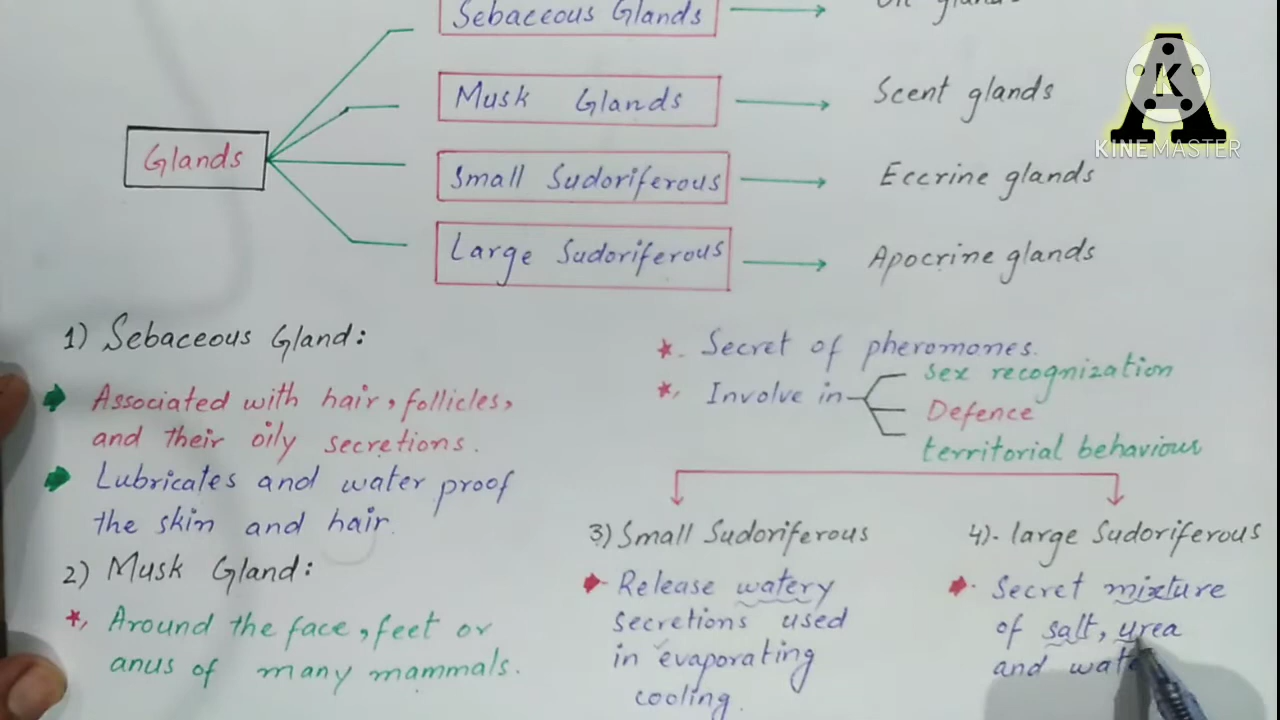 Sebaceous Glands
glands
Musk Glands
Scent glands
Glands
Small Sudoriferous
Eccrine glands
Large Sudoriferous
Apocrine glands
K
A
KINEMASTER
1) Sebaceous Gland:
Associated with hair, follicles,
and their oily secretions.
Lubricates and water proof
the skin and hair.
2) Musk Gland:
Around the face, feet or
anus of many mammals.
Secret of pheromones.
Involve in
sex recognization
Defence
territorial behaviour
3) Small Sudoriferous
Release watery
secretions used
in evaporating
cooling.
4). large Sudoriferous
Secret mixture
of salt, urea
and